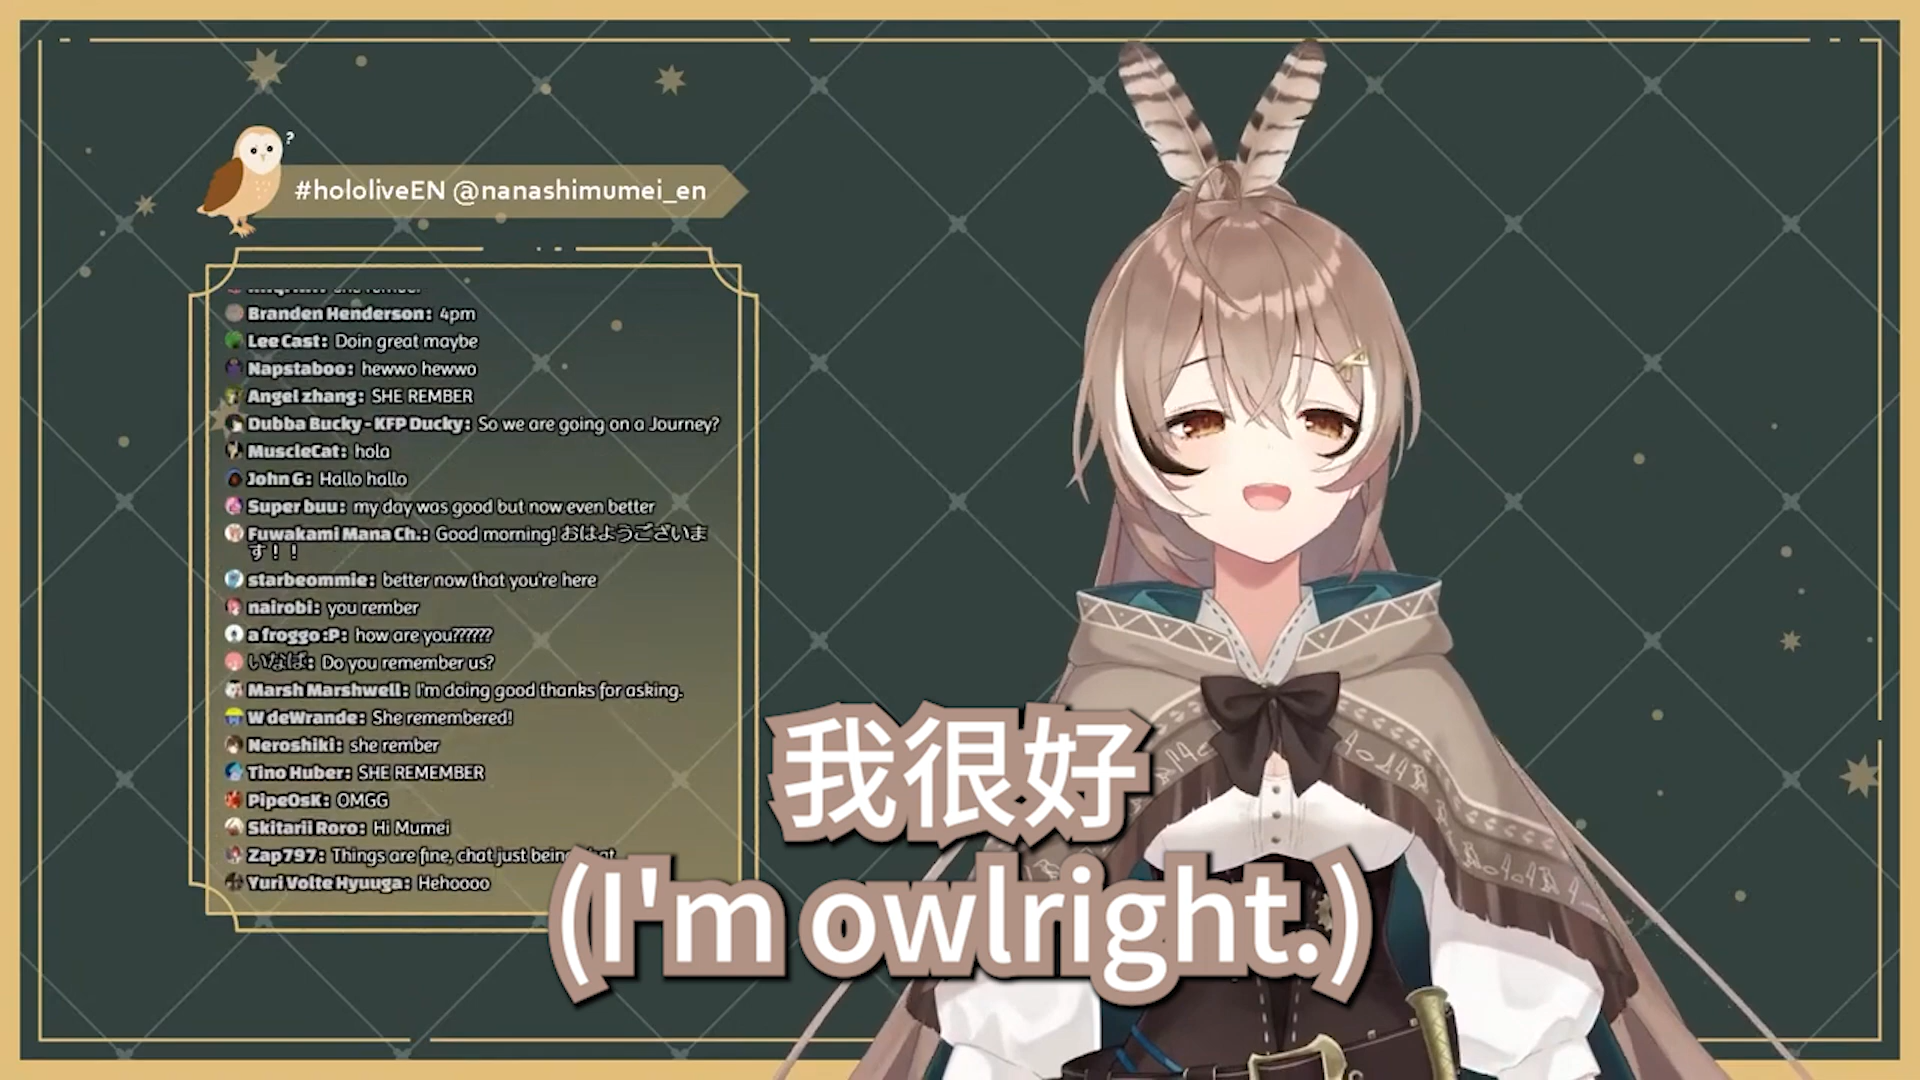 ?
#hololiveEN @nanashimumei_en
Branden Henderson: 4pm
Lee Cast: Doin great maybe
Napstaboo: hewwo hewwo
Angel zhang: SHE REMBER
Dubba Bucky - KFP Ducky: So we are going on a Journey?
MuscleCat: hola
John G: Hallo hallo
Super buu: my day was good but now even better
Fuwakami Mana Ch.: Good morning! おはようございま
す！！
starbeommie: better now that you're here
nairobi: you rember
a froggo :P: how are you??????
いなば: Do you remember us?
Marsh Marshwell: I'm doing good thanks for asking.
W deWrande: She remembered!
Neroshiki: she rember
Tino Huber: SHE REMEMBER
PipeOsK: OMGG
Skitarii Roro: Hi Mumei
Zap797: Things are fine, chat just being
Yuri Volte Hyuuga: Hehoooo
我很好
(I'm owlright.)